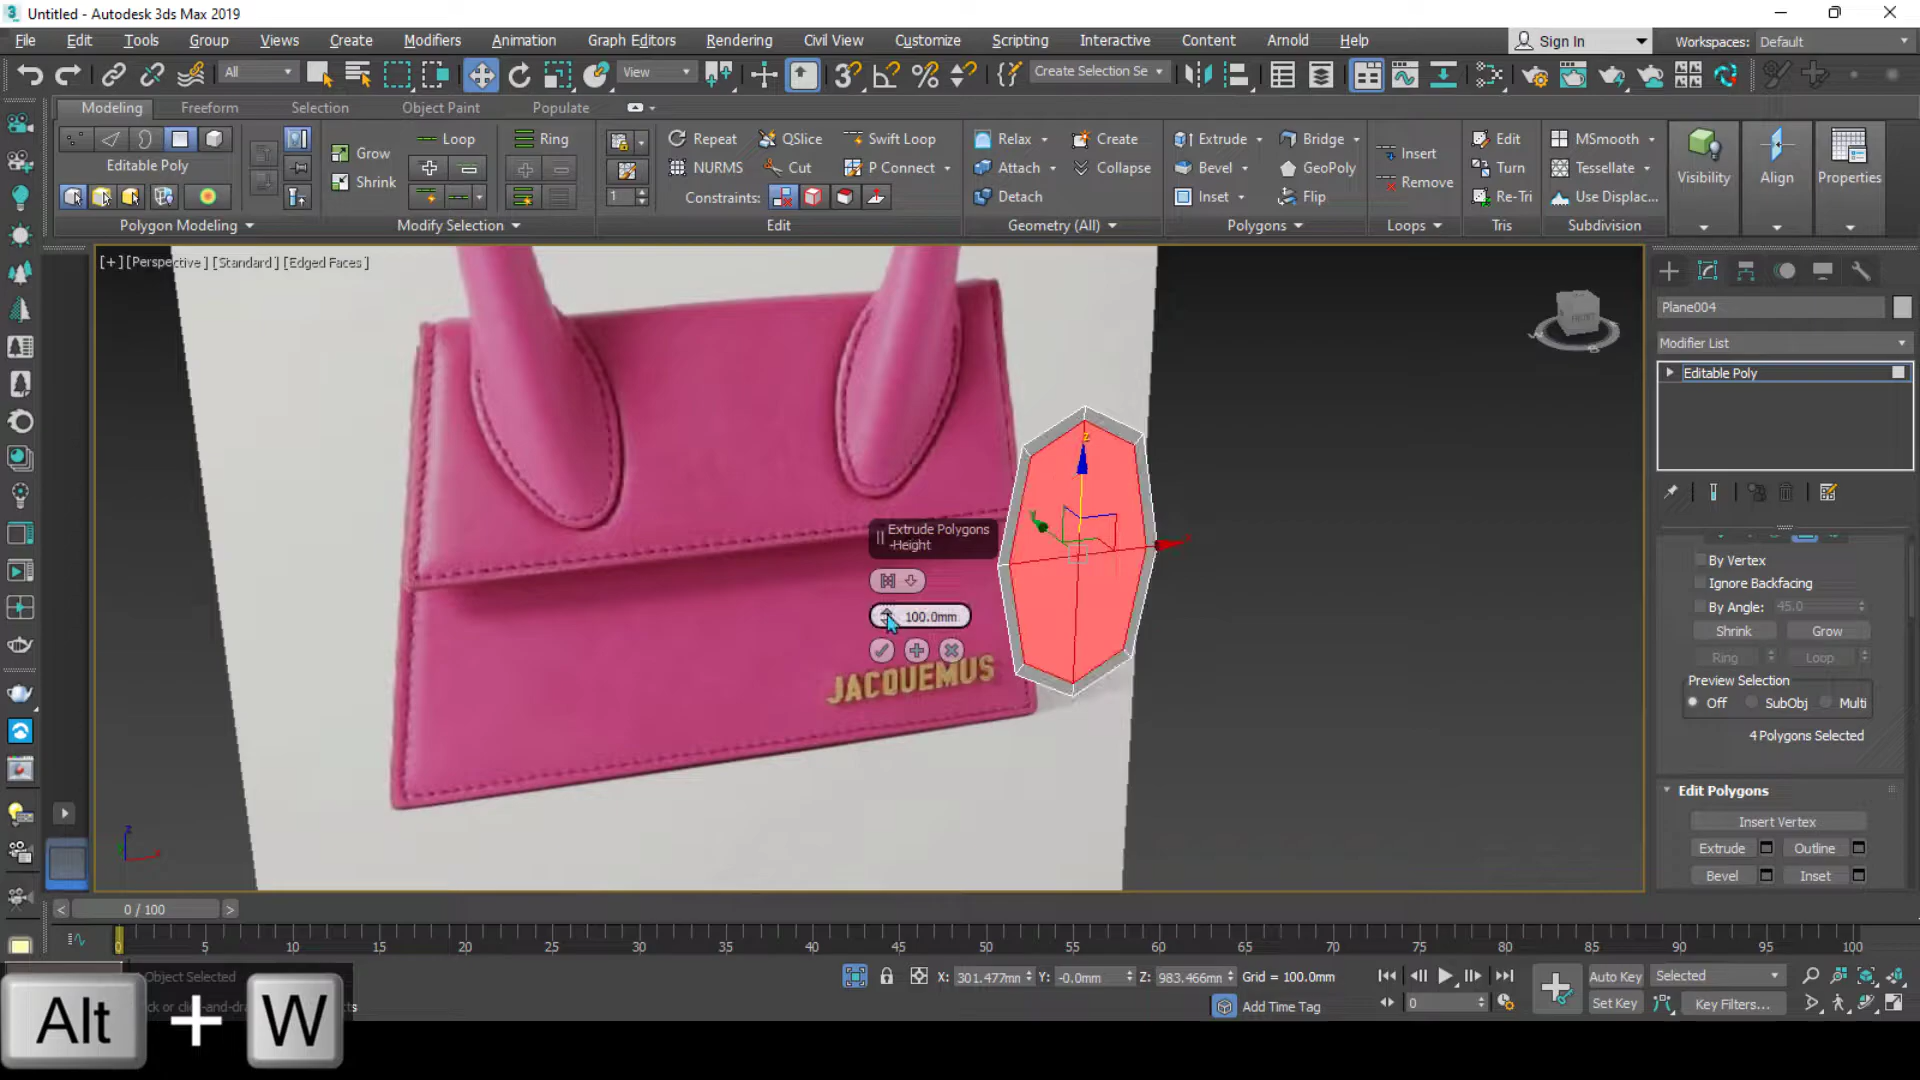 Untitled - Autodesk 3ds Max 2019
File Edit Tools Group Views Create Modifiers Animation Graph Editors Rendering Civil View Customize Scripting Interactive Content Arnold Help Sign In Workspaces: Default
All View Create Selection Se
Modeling Freeform Selection Object Paint Populate
Loop Ring Repeat QSlice Swift Loop Relax Create Extrude Bridge Edit MSmooth
Editable Poly Grow NURMS Cut P Connect Attach Collapse Bevel GeoPoly Insert Turn Tessellate Visibility Align Properties
Shrink 1 Constraints: Detach Inset Flip Remove Re-Tri Use Displac...
Polygon Modeling Modify Selection Edit Geometry (All) Polygons Loops Tris Subdivision
[+] [Perspective] [Standard] [Edged Faces]
FRONT
Plane004
Modifier List
Editable Poly
z
Extrude Polygons
-Height
100.0mm
JACQUEMUS
By Vertex
Ignore Backfacing
By Angle: 45.0
Shrink Grow
Ring Loop
Preview Selection
Off SubObj Multi
4 Polygons Selected
Edit Polygons
Insert Vertex
Extrude Outline
Bevel Inset
z
< 0 / 100 >
0 5 10 15 20 25 30 35 40 45 50 55 60 65 70 75 80 85 90 95 100
Object Selected X: 301.477mm Y: -0.0mm Z: 983.466mm Grid = 100.0mm Auto Key Selected
Add Time Tag 0 Set Key Key Filters...
Alt + W